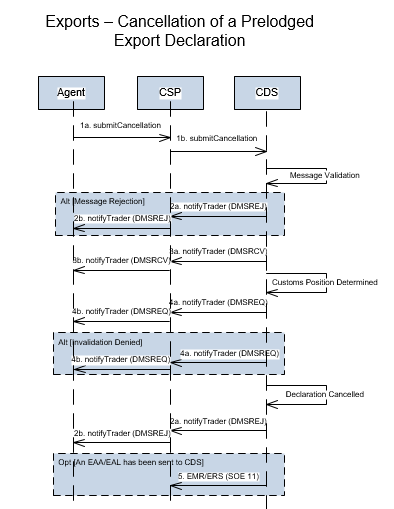 Exports – Cancellation of a Prelodged
Export Declaration
Agent
CSP
CDS
1a. submitCancellation
1b. submitCancellation
Message Validation
Alt [Message Rejection]
2a. notifyTrader (DMSREJ)
2b. notifyTrader (DMSREJ)
3a. notifyTrader (DMSRCV)
3b. notifyTrader (DMSRCV)
Customs Position Determined
4a. notifyTrader (DMSREQ)
4b. notifyTrader (DMSREQ)
Alt [Invalidation Denied]
4a. notifyTrader (DMSREQ)
4b. notifyTrader (DMSREQ)
Declaration Cancelled
2a. notifyTrader (DMSREJ)
2b. notifyTrader (DMSREJ)
Opt [An EAA/EAL has been sent to CDS]
5. EMR/ERS (SOE 11)